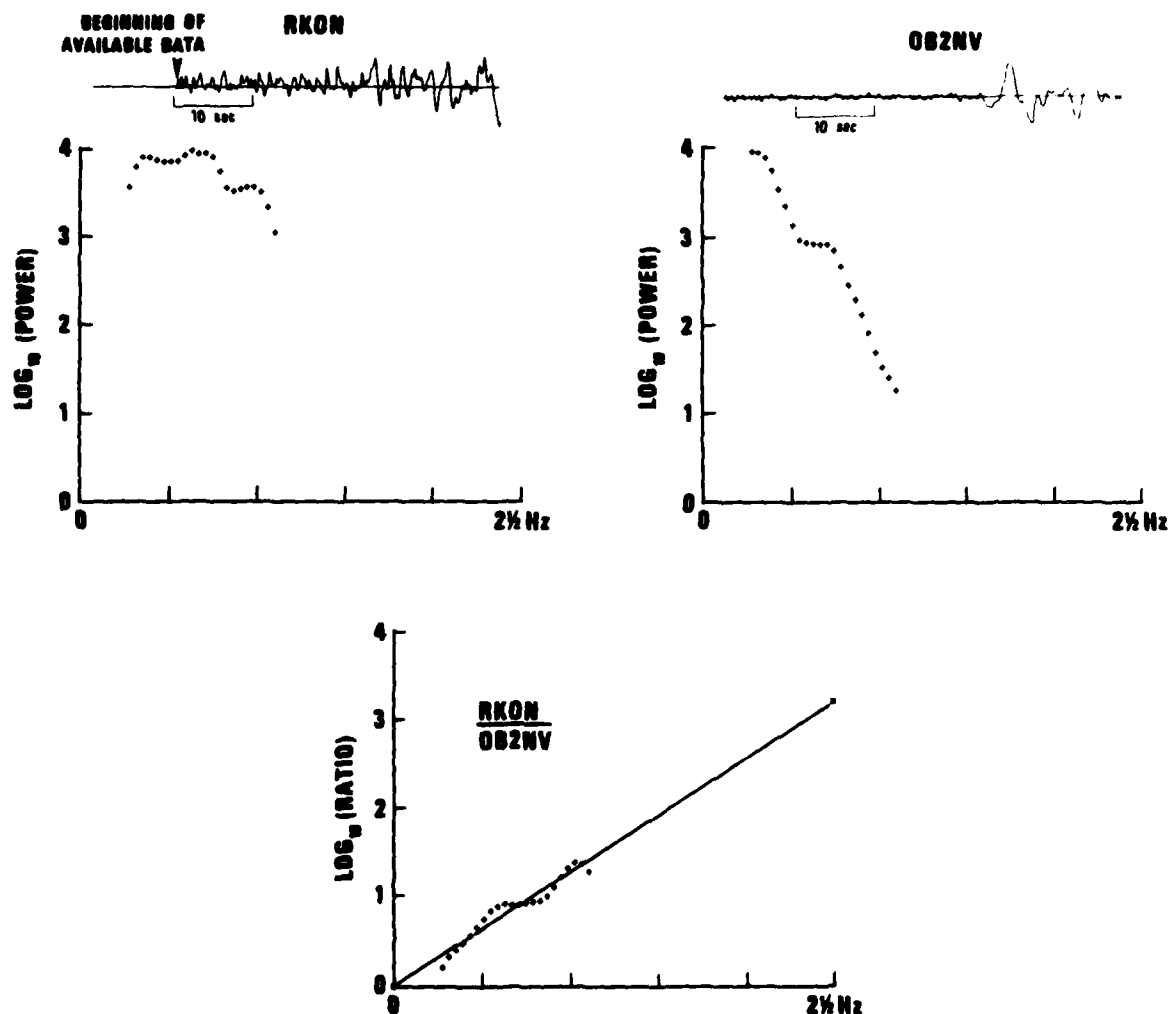 BEGINNING OF
AVAILABLE DATA
RKON
10 sec
LOG₁₀ (POWER)
4
3
2
1
0
0
2½ Hz
OB2NV
10 sec
LOG₁₀ (POWER)
4
3
2
1
0
0
2½ Hz
RKON
OB2NV
LOG₁₀ (RATIO)
4
3
2
1
0
0
2½ Hz